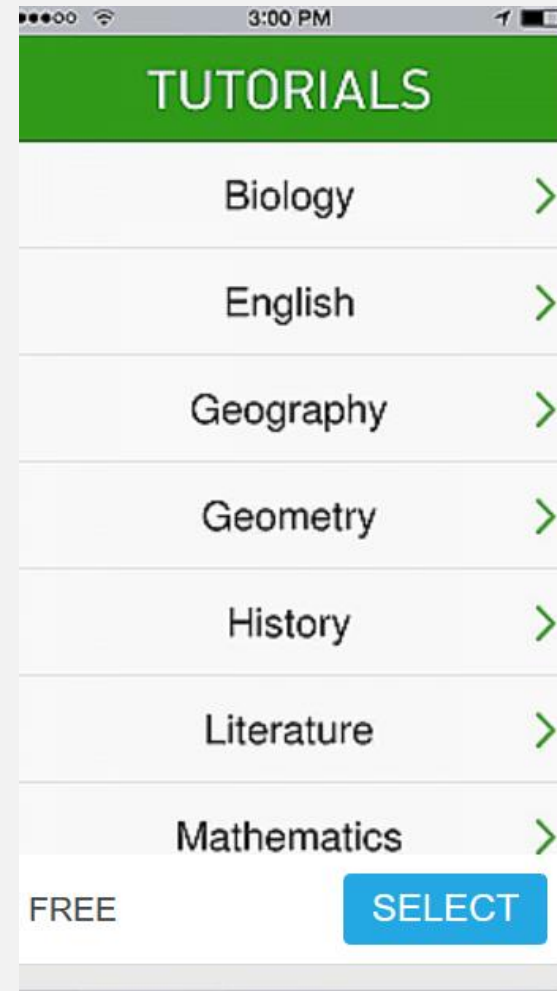 3:00 PM
TUTORIALS
Biology
English
Geography
Geometry
History
Literature
Mathematics
FREE SELECT